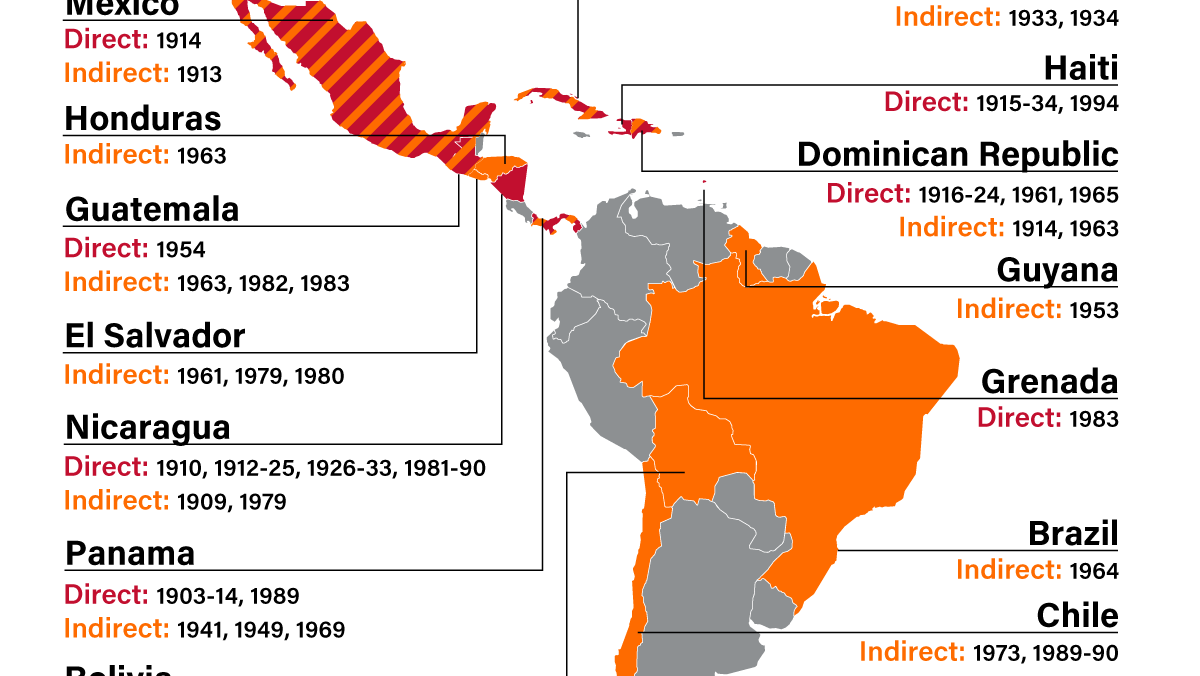 Mexico
Direct: 1914
Indirect: 1913
Honduras
Indirect: 1963
Guatemala
Direct: 1954
Indirect: 1963, 1982, 1983
El Salvador
Indirect: 1961, 1979, 1980
Nicaragua
Direct: 1910, 1912-25, 1926-33, 1981-90
Indirect: 1909, 1979
Panama
Direct: 1903-14, 1989
Indirect: 1941, 1949, 1969
Bolivia
Indirect: 1933, 1934
Haiti
Direct: 1915-34, 1994
Dominican Republic
Direct: 1916-24, 1961, 1965
Indirect: 1914, 1963
Guyana
Indirect: 1953
Grenada
Direct: 1983
Brazil
Indirect: 1964
Chile
Indirect: 1973, 1989-90